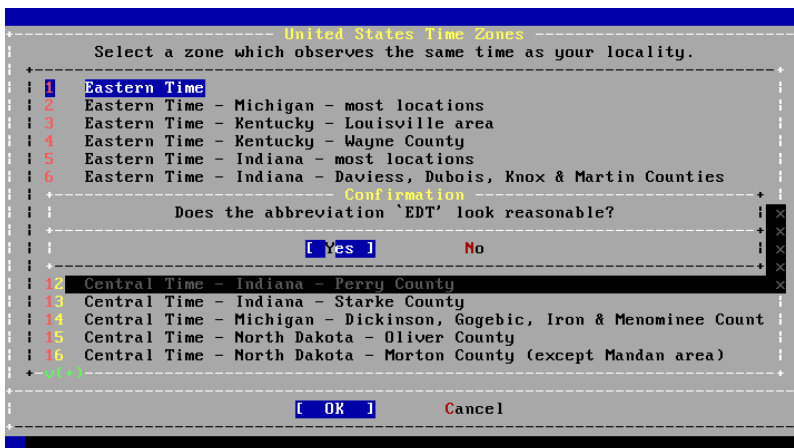 United States Time Zones
Select a zone which observes the same time as your locality.
1 Eastern Time
2 Eastern Time - Michigan - most locations
3 Eastern Time - Kentucky - Louisville area
4 Eastern Time - Kentucky - Wayne County
5 Eastern Time - Indiana - most locations
6 Eastern Time - Indiana - Daviess, Dubois, Knox & Martin Counties
Confirmation
Does the abbreviation `EDT' look reasonable?
[ Yes ] No
12 Central Time - Indiana - Perry County
13 Central Time - Indiana - Starke County
14 Central Time - Michigan - Dickinson, Gogebic, Iron & Menominee Count
15 Central Time - North Dakota - Oliver County
16 Central Time - North Dakota - Morton County (except Mandan area)
v(+)
[ OK ] Cancel